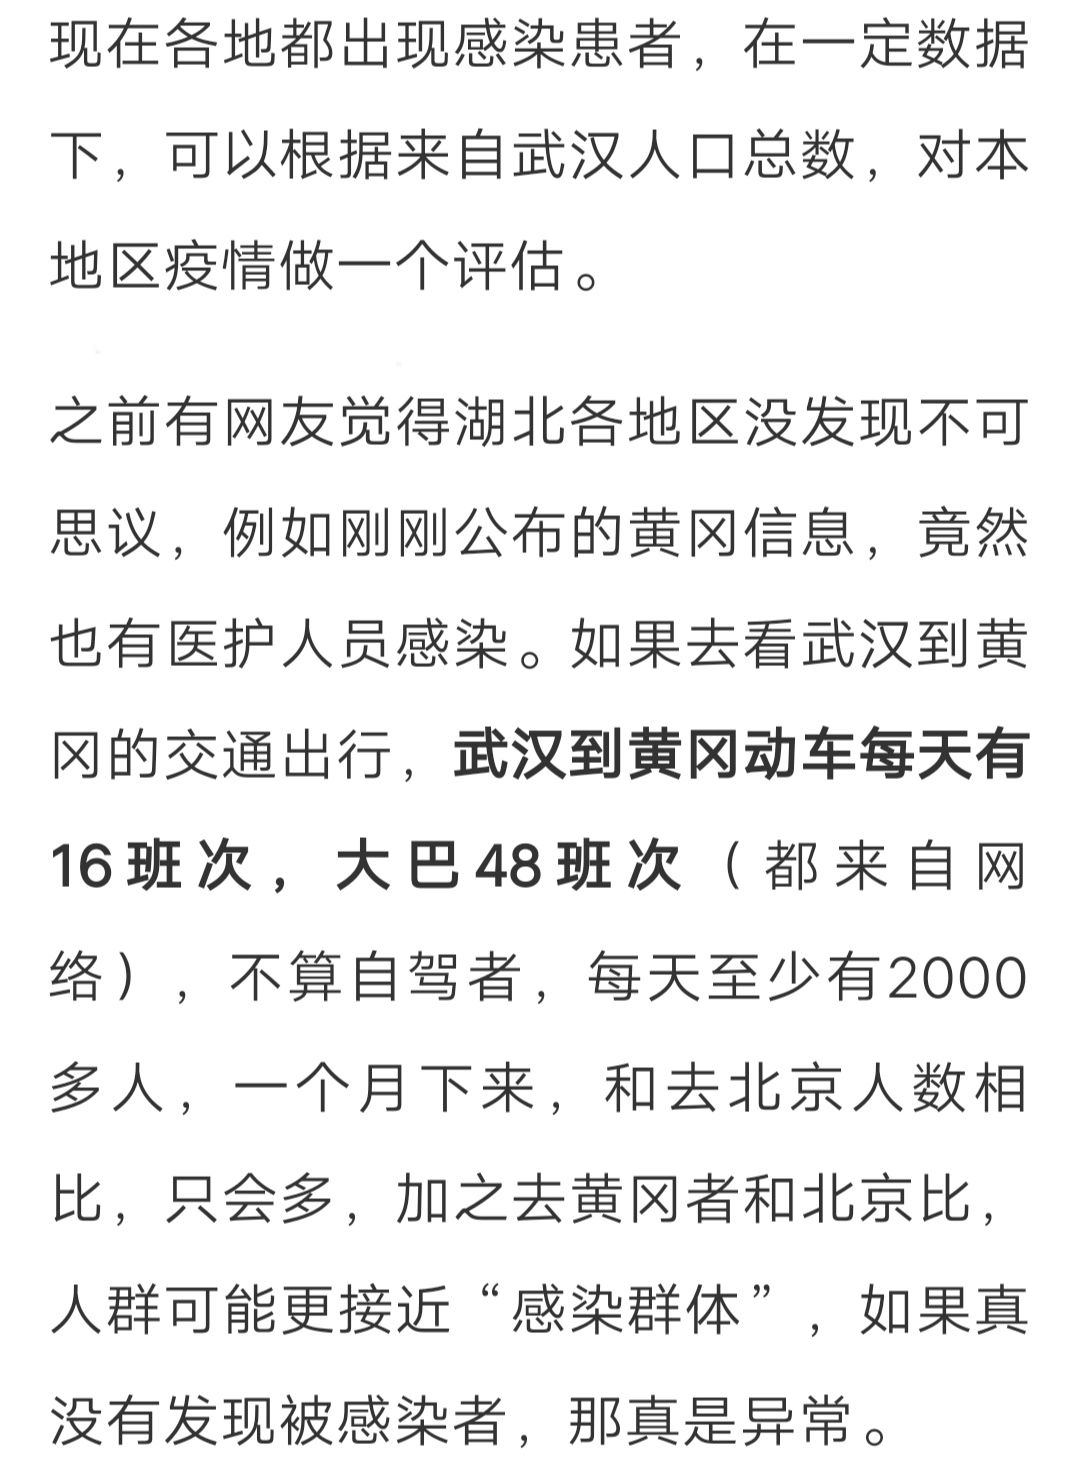 现在各地都出现感染患者，在一定数据
下，可以根据来自武汉人口总数，对本
地区疫情做一个评估。
之前有网友觉得湖北各地区没发现不可
思议，例如刚刚公布的黄冈信息，竟然
也有医护人员感染。如果去看武汉到黄
冈的交通出行，武汉到黄冈动车每天有
16班次，大巴48班次（都来自网
络），不算自驾者，每天至少有2000
多人，一个月下来，和去北京人数相
比，只会多，加之去黄冈者和北京比，
人群可能更接近“感染群体”，如果真
没有发现被感染者，那真是异常。